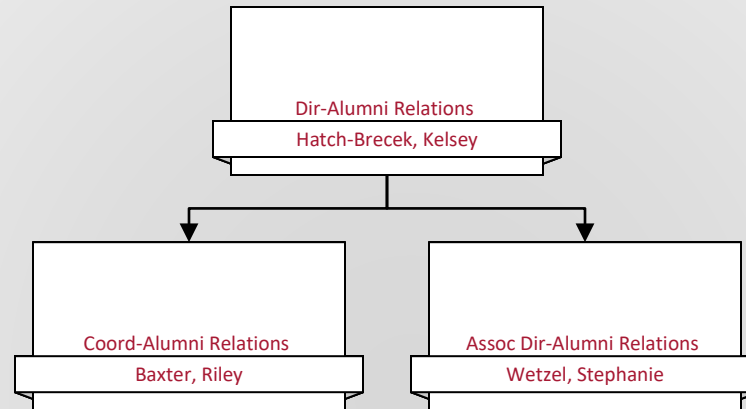 Dir-Alumni Relations
Hatch-Brecek, Kelsey
Coord-Alumni Relations
Baxter, Riley
Assoc Dir-Alumni Relations
Wetzel, Stephanie